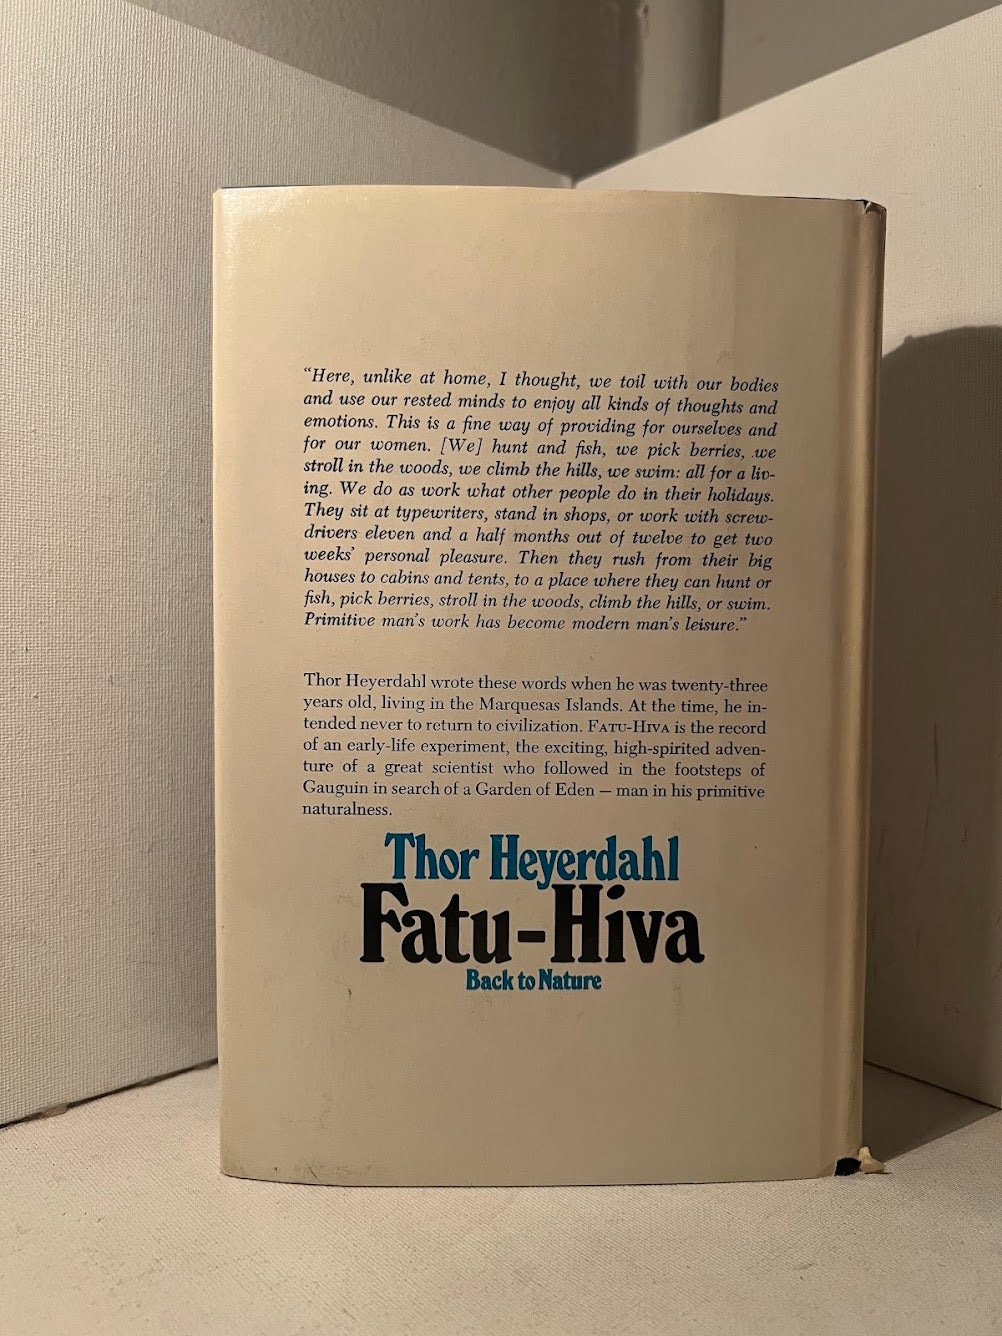 “Here, unlike at home, I thought, we toil with our bodies
and use our rested minds to enjoy all kinds of thoughts and
emotions. This is a fine way of providing for ourselves and
for our women. [We] hunt and fish, we pick berries, we
stroll in the woods, we climb the hills, we swim: all for a liv-
ing. We do as work what other people do in their holidays.
They sit at typewriters, stand in shops, or work with screw-
drivers eleven and a half months out of twelve to get two
weeks’ personal pleasure. Then they rush from their big
houses to cabins and tents, to a place where they can hunt or
fish, pick berries, stroll in the woods, climb the hills, or swim.
Primitive man’s work has become modern man’s leisure.”
Thor Heyerdahl wrote these words when he was twenty-three
years old, living in the Marquesas Islands. At the time, he in-
tended never to return to civilization. FATU-HIVA is the record
of an early-life experiment, the exciting, high-spirited adven-
ture of a great scientist who followed in the footsteps of
Gauguin in search of a Garden of Eden — man in his primitive
naturalness.
Thor Heyerdahl
Fatu-Hiva
Back to Nature